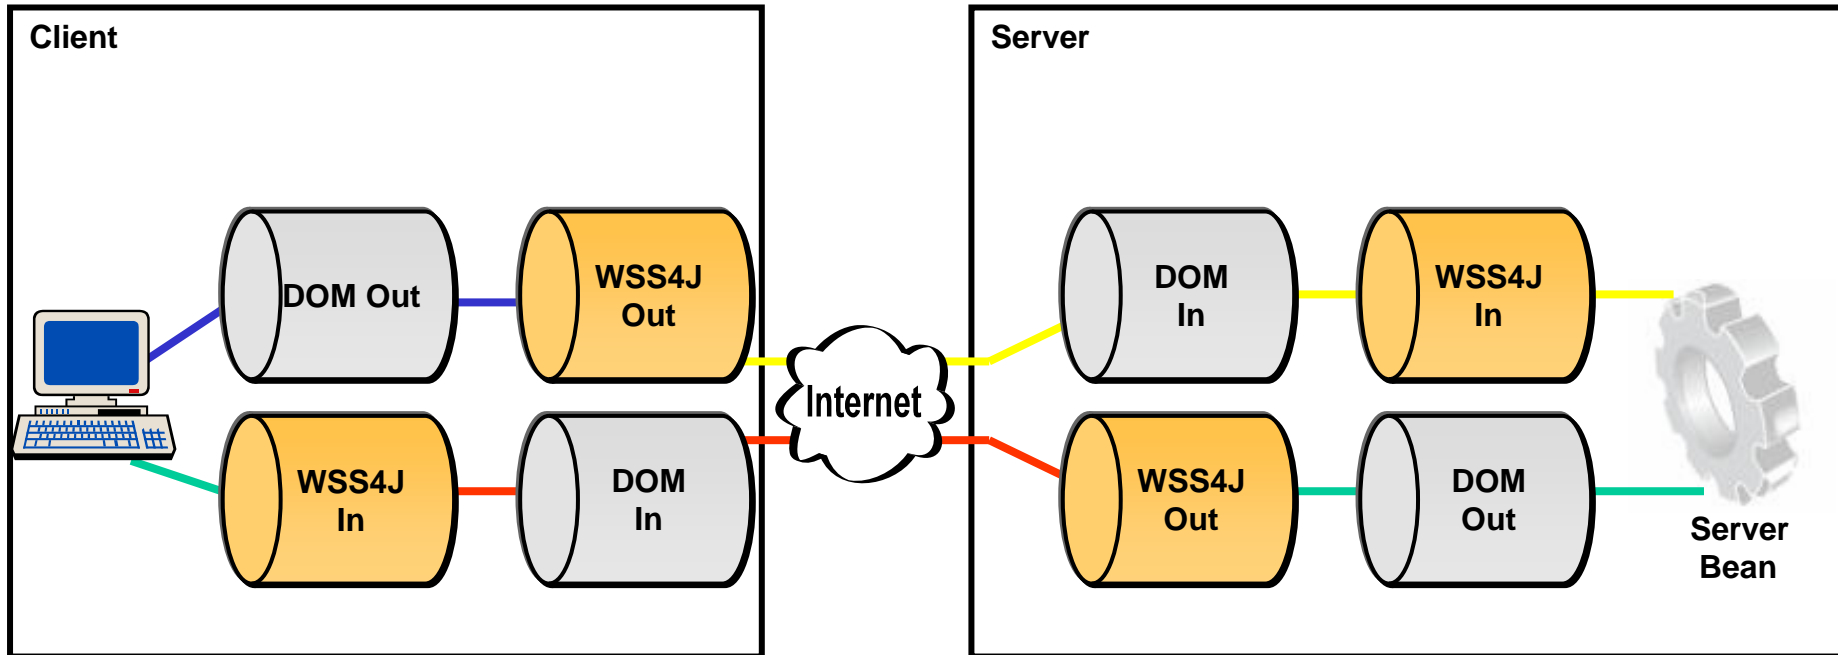 Client
Server
DOM Out
WSS4J
Out
DOM
In
WSS4J
In
Internet
WSS4J
In
DOM
In
WSS4J
Out
DOM
Out
Server
Bean